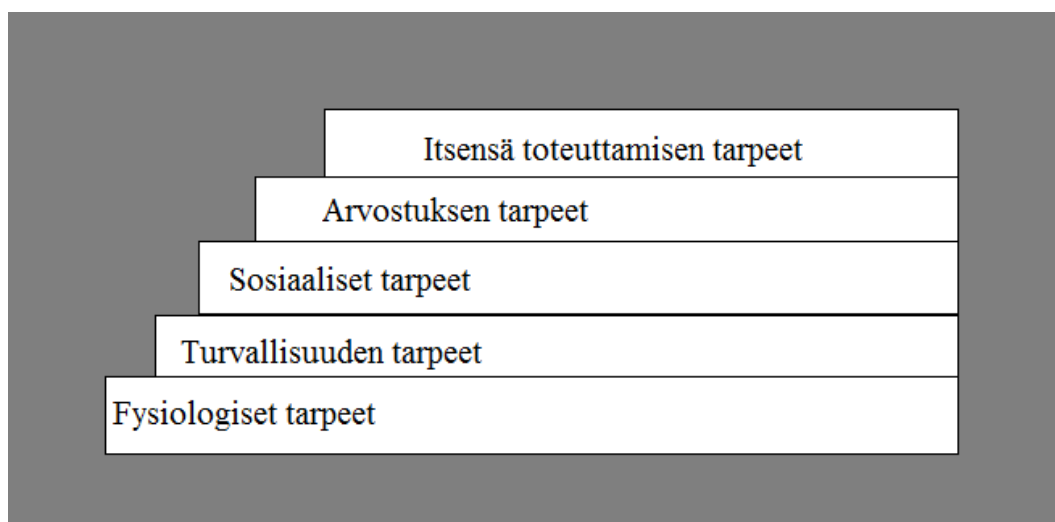 Itsensä toteuttamisen tarpeet
Arvostuksen tarpeet
Sosiaaliset tarpeet
Turvallisuuden tarpeet
Fysiologiset tarpeet